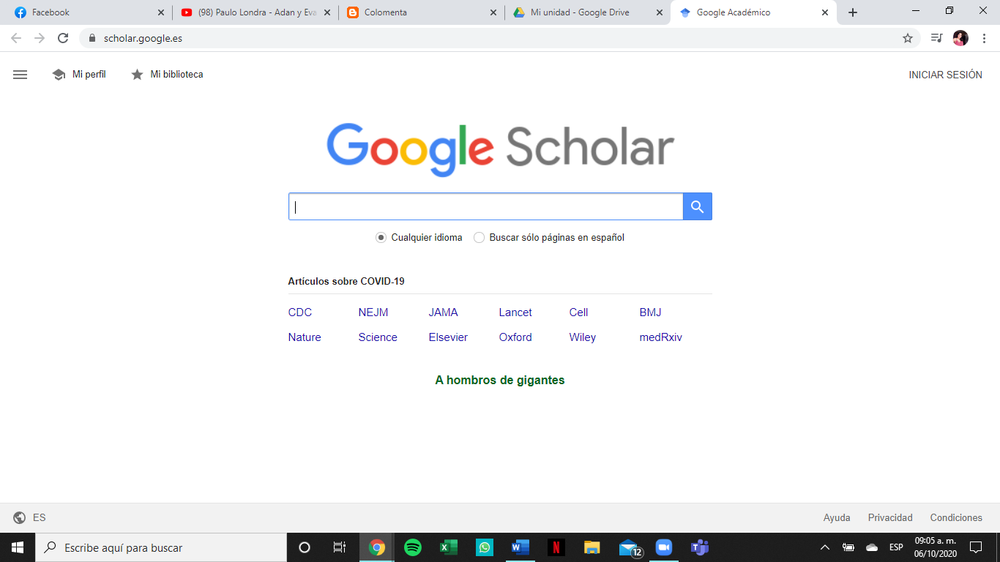 Facebook
(98) Paulo Londra - Adan y Eva
Colomenta
Mi unidad - Google Drive
Google Académico
scholar.google.es
Mi perfil
Mi biblioteca
INICIAR SESIÓN
Google Scholar
Cualquier idioma Buscar sólo páginas en español
Artículos sobre COVID-19
CDC NEJM JAMA Lancet Cell BMJ
Nature Science Elsevier Oxford Wiley medRxiv
A hombros de gigantes
ES
Ayuda Privacidad Condiciones
Escribe aquí para buscar
12
ESP
09:05 a. m.
06/10/2020